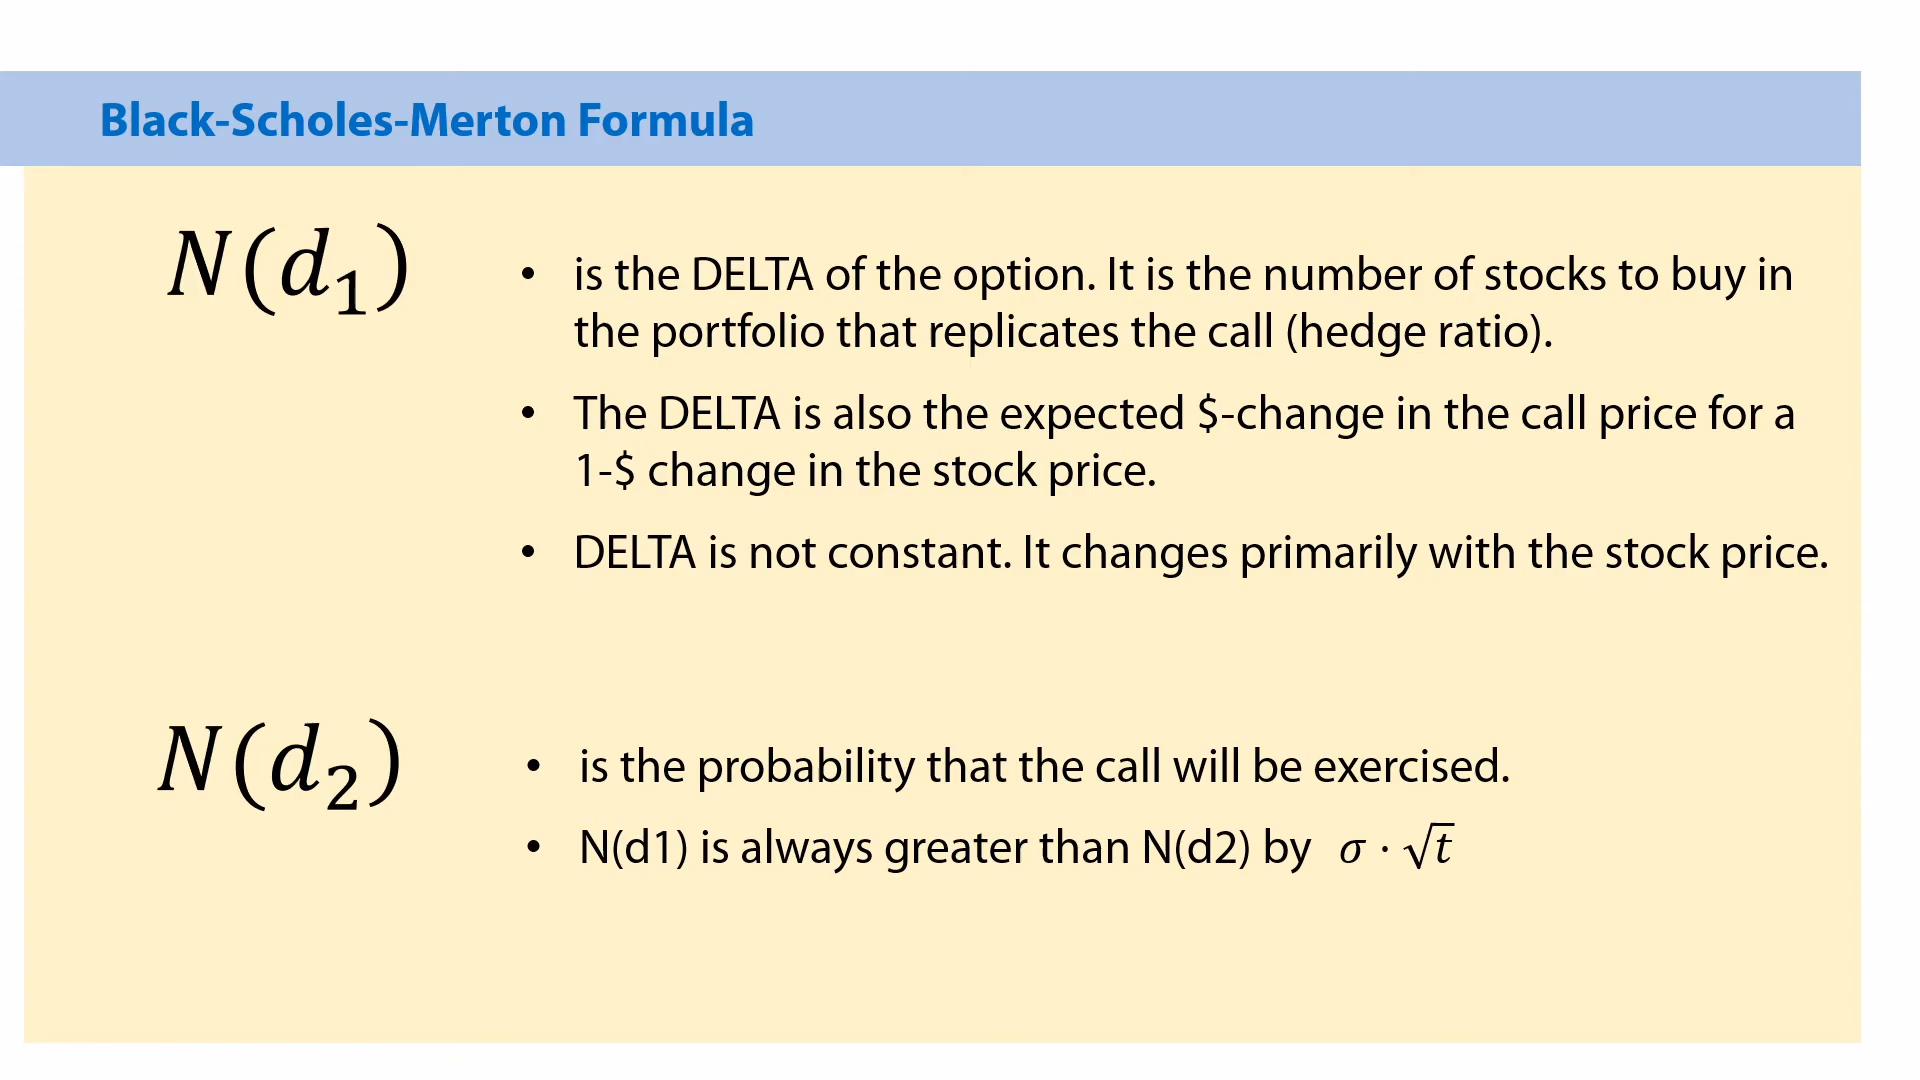 Black-Scholes-Merton Formula
N(d₁)
• is the DELTA of the option. It is the number of stocks to buy in
the portfolio that replicates the call (hedge ratio).
• The DELTA is also the expected $-change in the call price for a
1-$ change in the stock price.
• DELTA is not constant. It changes primarily with the stock price.
N(d₂)
• is the probability that the call will be exercised.
• N(d1) is always greater than N(d2) by σ · √t